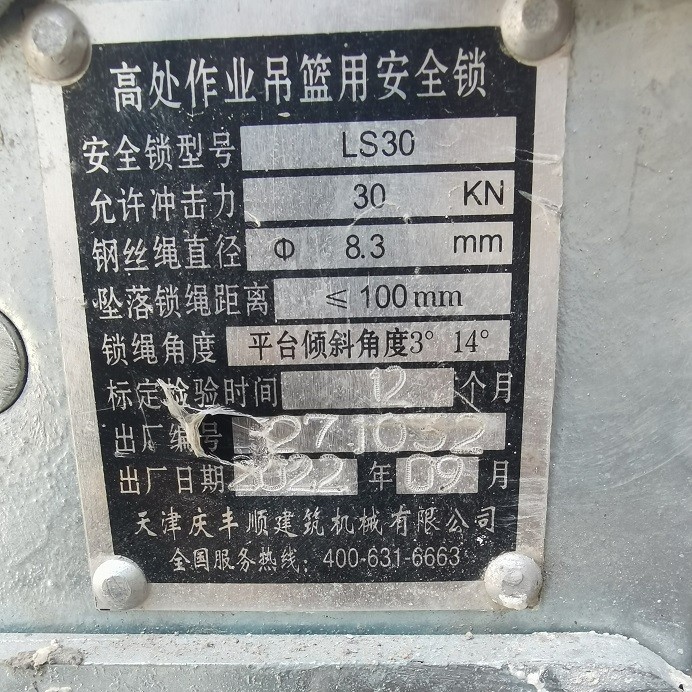 高处作业吊篮用安全锁
安全锁型号 LS30
允许冲击力 30 KN
钢丝绳直径 Φ 8.3 mm
坠落锁绳距离 ≤100mm
锁绳角度 平台倾斜角度3° 14°
标定检验时间 12 个月
出厂编号 3271032
出厂日期 2022 年 09 月
天津庆丰顺建筑机械有限公司
全国服务热线：400-631-6663